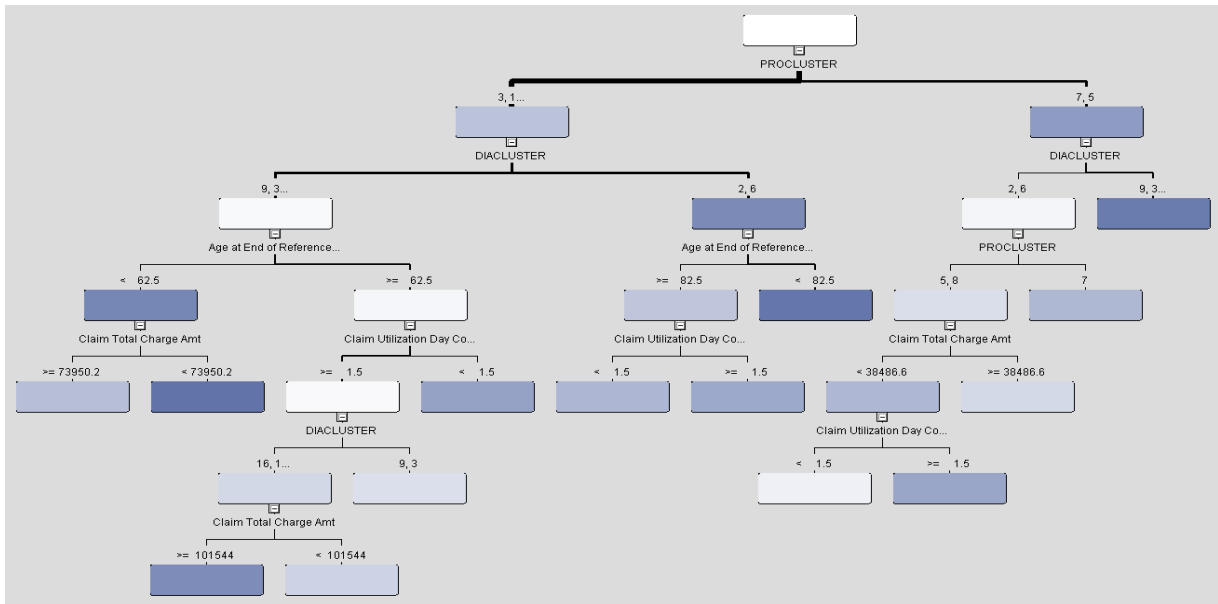 PROCLUSTER
3, 1...
7, 5
DIACLUSTER
DIACLUSTER
9, 3...
2, 6
2, 6
9, 3...
Age at End of Reference...
Age at End of Reference...
PROCLUSTER
< 62.5
>= 62.5
>= 82.5
< 82.5
5, 8
7
Claim Total Charge Amt
Claim Utilization Day Co...
Claim Utilization Day Co...
Claim Total Charge Amt
>= 73950.2
< 73950.2
>= 1.5
< 1.5
< 1.5
>= 1.5
< 38486.6
>= 38486.6
DIACLUSTER
Claim Utilization Day Co...
16, 1...
9, 3
< 1.5
>= 1.5
Claim Total Charge Amt
>= 101544
< 101544